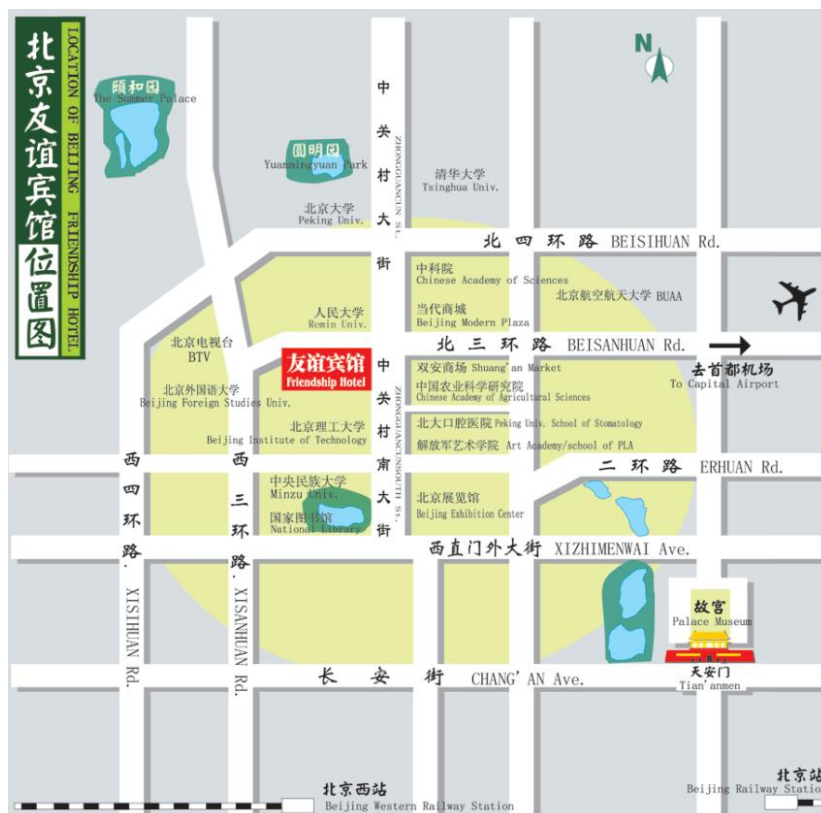 北京友谊宾馆位置图
LOCATION OF BEIJING FRIENDSHIP HOTEL
N
颐和园
The Summer Palace
圆明园
Yuanmingyuan Park
中关村大街
ZHONGGUANCUN St.
清华大学
Tsinghua Univ.
北京大学
Peking Univ.
北四环路 BEISIHUAN Rd.
中科院
Chinese Academy of Sciences
北京航空航天大学 BUAA
人民大学
Remin Univ.
当代商城
Beijing Modern Plaza
北京电视台
BTV
北三环路 BEISANHUAN Rd.
友谊宾馆
Friendship Hotel
双安商场 Shuang'an Market
去首都机场
To Capital Airport
北京外国语大学
Beijing Foreign Studies Univ.
中国农业科学研究院
Chinese Academy of Agricultural Sciences
中关村南大街
ZHONGGUANCUNSOUTH St.
北京理工大学
Beijing Institute of Technology
北大口腔医院 Peking Univ. School of Stomatology
解放军艺术学院 Art Academy/school of PLA
二环路 ERHUAN Rd.
西四环路. XISIHUAN Rd.
西三环路. XISANHUAN Rd.
中央民族大学
Minzu Univ.
国家图书馆
National Library
北京展览馆
Beijing Exhibition Center
西直门外大街 XIZHIMENWAI Ave.
故宫
Palace Museum
天安门
Tian'anmen
长安街 CHANG'AN Ave.
北京西站
Beijing Western Railway Station
北京站
Beijing Railway Station